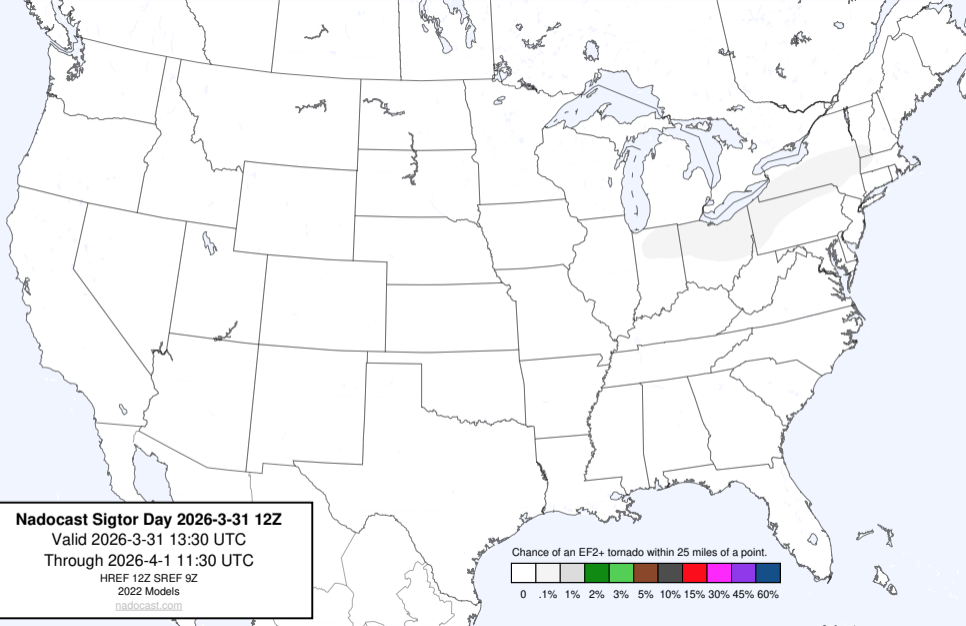 Nadocast Sigtor Day 2026-3-31 12Z
Valid 2026-3-31 13:30 UTC
Through 2026-4-1 11:30 UTC
HREF 12Z SREF 9Z
2022 Models
nadocast.com
Chance of an EF2+ tornado within 25 miles of a point.
0 .1% 1% 2% 3% 5% 10% 15% 30% 45% 60%